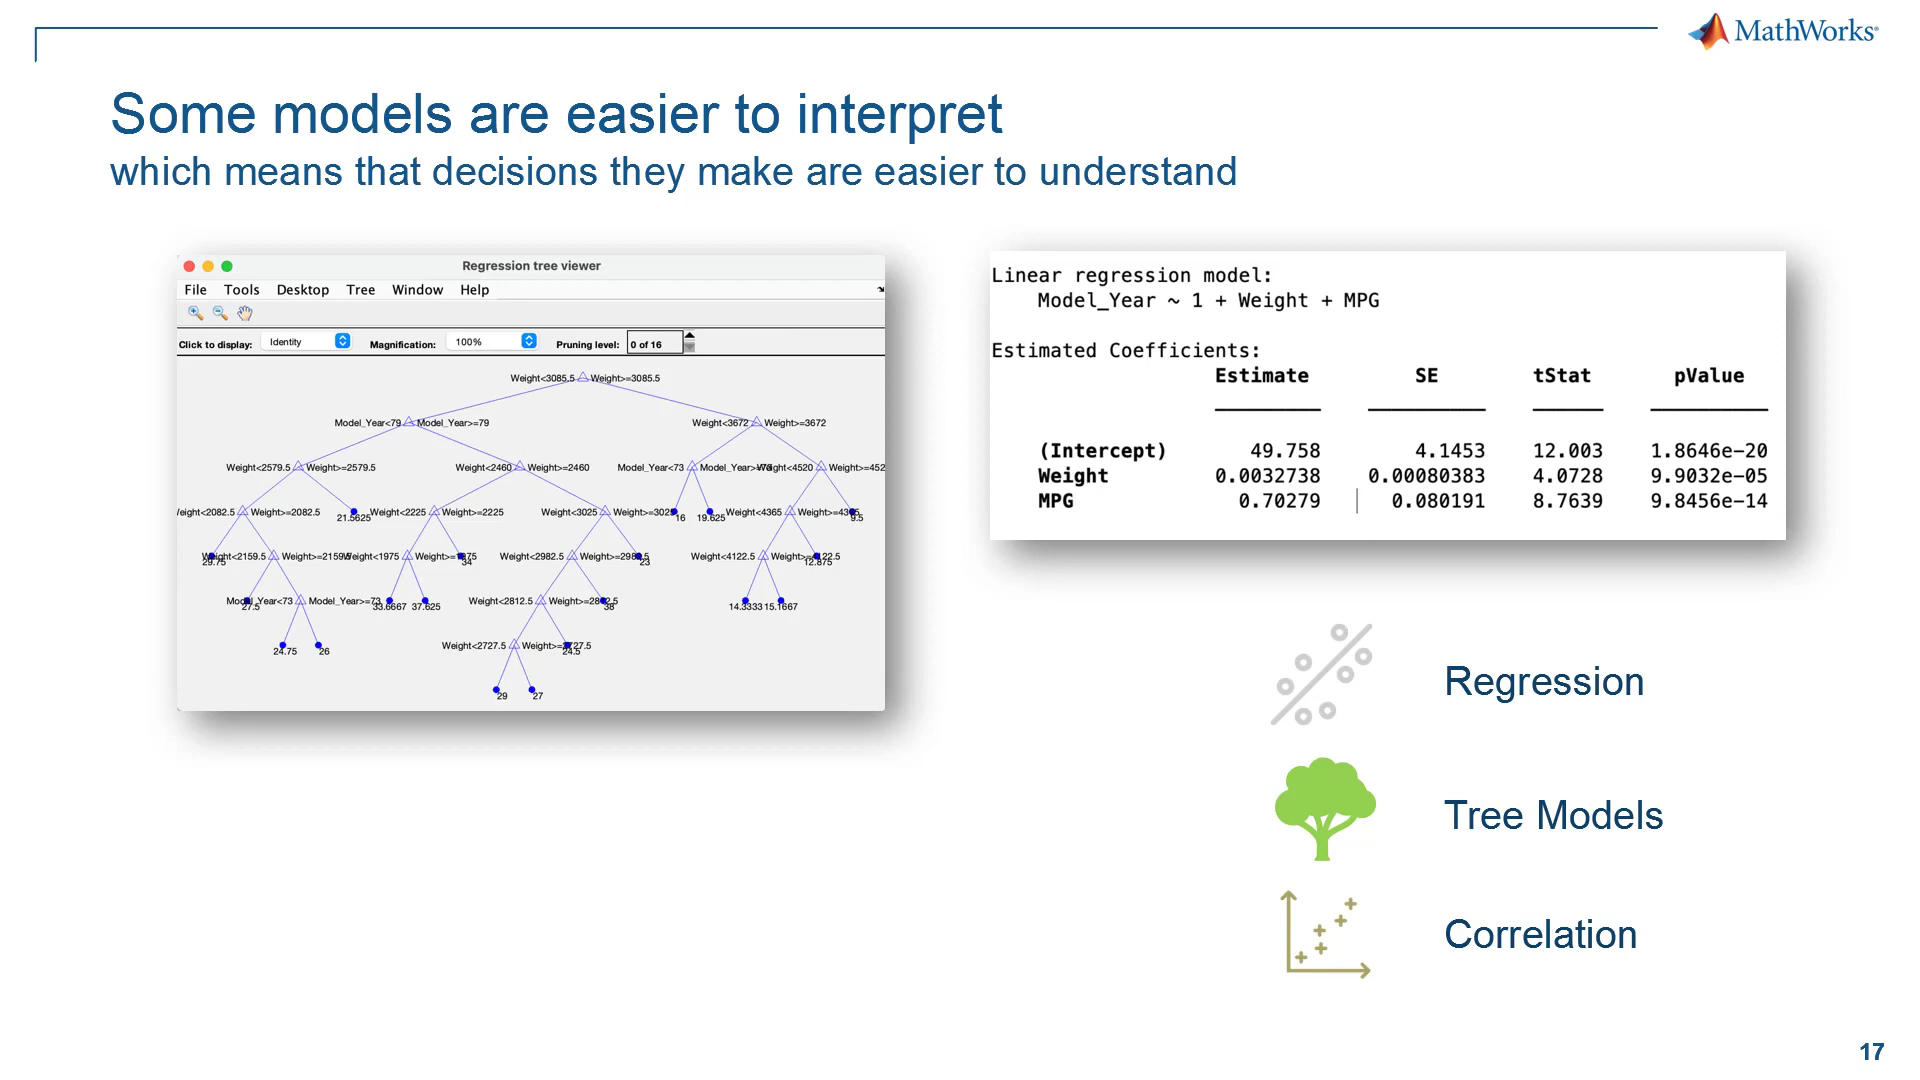 MathWorks®
Some models are easier to interpret
which means that decisions they make are easier to understand
Regression tree viewer
File Tools Desktop Tree Window Help
Click to display: Identity Magnification: 100% Pruning level: 0 of 16
Weight<3085.5 Weight>=3085.5
Model_Year<79 Model_Year>=79 Weight<3672 Weight>=3672
Weight<2579.5 Weight>=2579.5 Weight<2460 Weight>=2460 Model_Year<73 Model_Year>=73 Weight<4520 Weight>=452
Weight<2082.5 Weight>=2082.5 21.5625 Weight<2225 Weight>=2225 Weight<3025 Weight>=3025 16 19.625 Weight<4365 Weight>=4365 9.5
29.75 Weight<2159.5 Weight>=2159.5 Weight<1975 Weight>=1975 34 Weight<2982.5 Weight>=2982.5 23 Weight<4122.5 Weight>=4122.5 12.875
27.5 Model_Year<73 Model_Year>=73 33.6667 37.625 Weight<2812.5 Weight>=2812.5 38 14.3333 15.1667
24.75 26 Weight<2727.5 Weight>=2727.5 24.5
29 27
Linear regression model:
Model_Year ~ 1 + Weight + MPG
Estimated Coefficients:
Estimate SE tStat pValue
(Intercept) 49.758 4.1453 12.003 1.8646e-20
Weight 0.0032738 0.00080383 4.0728 9.9032e-05
MPG 0.70279 0.080191 8.7639 9.8456e-14
Regression
Tree Models
Correlation
17